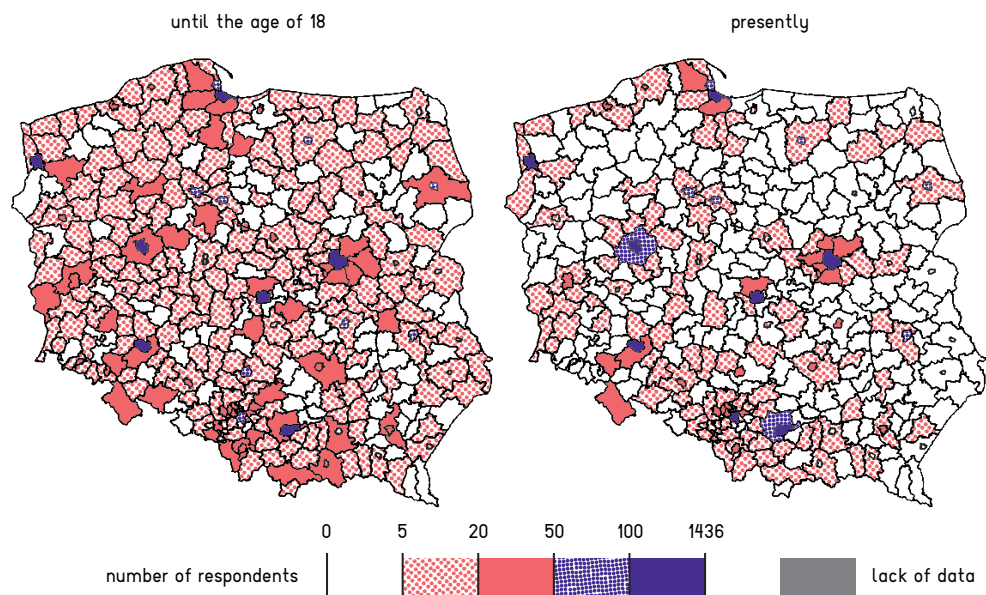 until the age of 18
presently
0 5 20 50 100 1436
number of respondents
lack of data